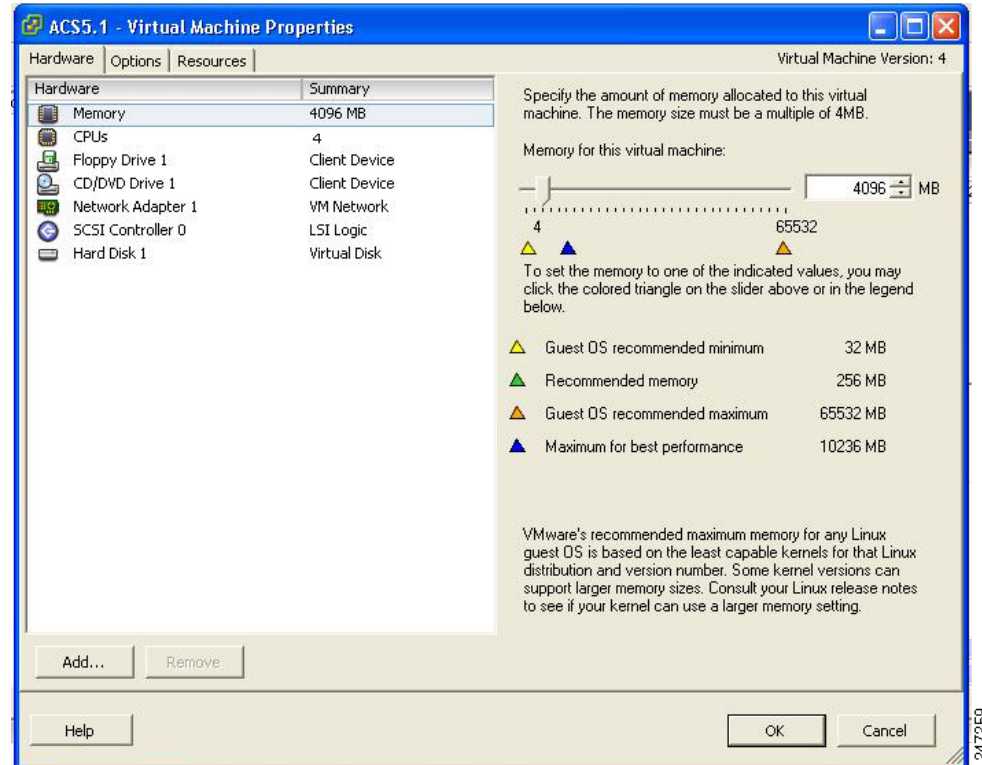 ACS5.1 - Virtual Machine Properties
Hardware Options Resources Virtual Machine Version: 4
Hardware Summary
Memory 4096 MB
CPUs 4
Floppy Drive 1 Client Device
CD/DVD Drive 1 Client Device
Network Adapter 1 VM Network
SCSI Controller 0 LSI Logic
Hard Disk 1 Virtual Disk
Specify the amount of memory allocated to this virtual
machine. The memory size must be a multiple of 4MB.
Memory for this virtual machine:
4096 MB
4 65532
To set the memory to one of the indicated values, you may
click the colored triangle on the slider above or in the legend
below.
Guest OS recommended minimum 32 MB
Recommended memory 256 MB
Guest OS recommended maximum 65532 MB
Maximum for best performance 10236 MB
VMware's recommended maximum memory for any Linux
guest OS is based on the least capable kernels for that Linux
distribution and version number. Some kernel versions can
support larger memory sizes. Consult your Linux release notes
to see if your kernel can use a larger memory setting.
Add... Remove
Help OK Cancel